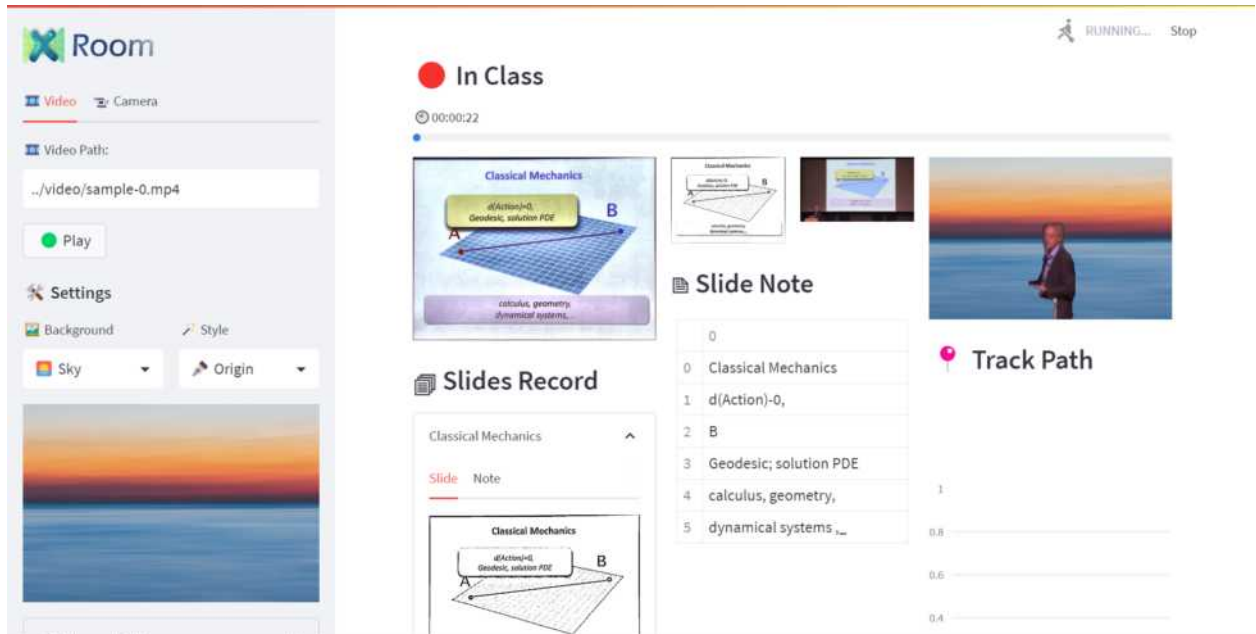 Room
RUNNING... Stop
In Class
Video Camera
00:00:22
Video Path:
../video/sample-0.mp4
Play
Settings
Background Style
Sky Origin
Classical Mechanics
d(Action)=0,
Geodesic, solution PDE
A B
calculus, geometry,
dynamical systems,...
Classical Mechanics
A B
Slide Note
0
0 Classical Mechanics
1 d(Action)-0,
2 B
3 Geodesic; solution PDE
4 calculus, geometry,
5 dynamical systems ,_
Slides Record
Classical Mechanics
Slide Note
Classical Mechanics
d(Action)=0,
Geodesic, solution PDE
A B
Track Path
1
0.8
0.6
0.4